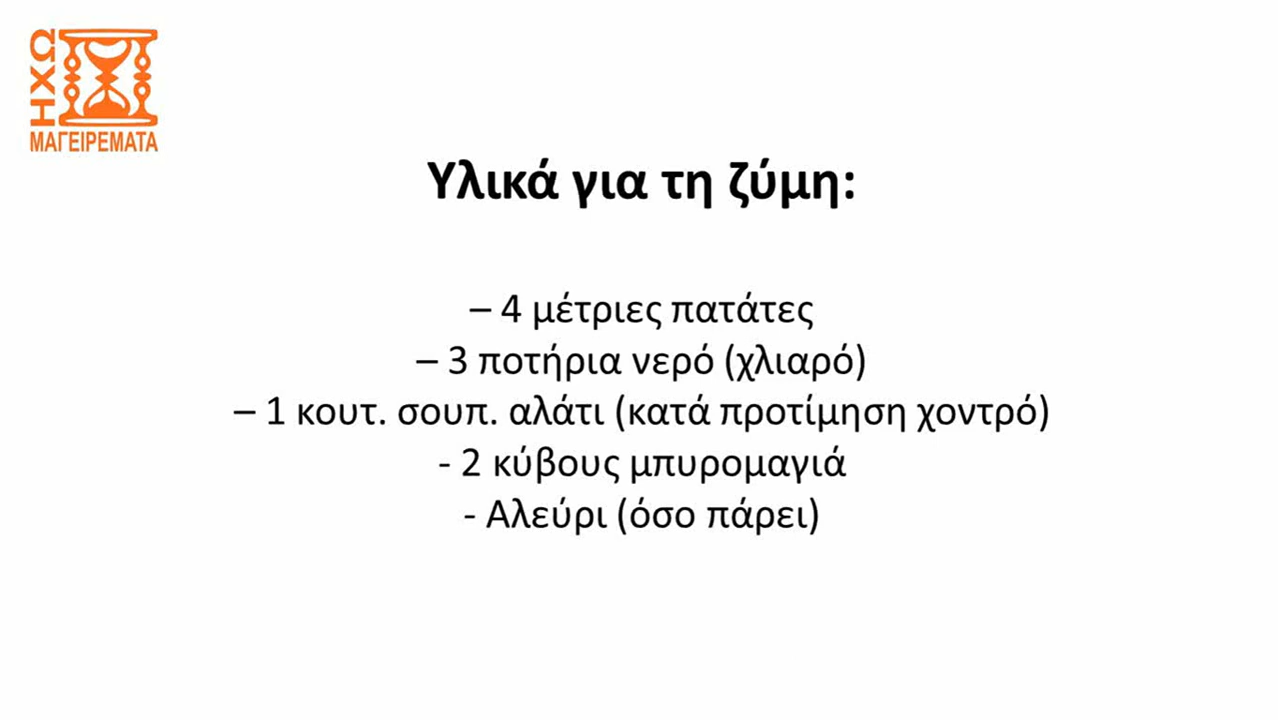 ΗΧΩ
ΜΑΓΕΙΡΕΜΑΤΑ
Υλικά για τη ζύμη:
– 4 μέτριες πατάτες
– 3 ποτήρια νερό (χλιαρό)
– 1 κουτ. σουπ. αλάτι (κατά προτίμηση χοντρό)
- 2 κύβους μπυρομαγιά
- Αλεύρι (όσο πάρει)